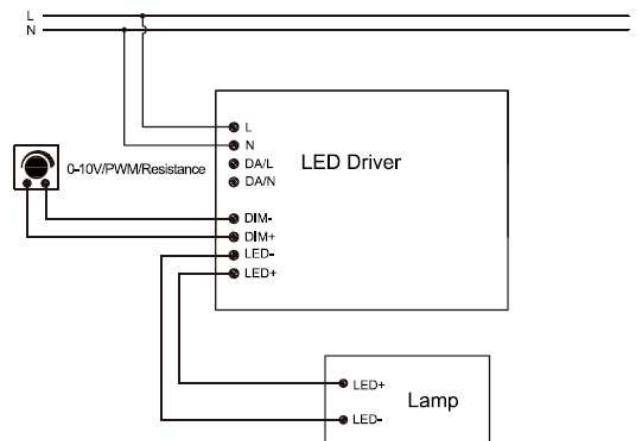 L
N
0-10V/PWM/Resistance
L
N
DA/L
DA/N
DIM-
DIM+
LED-
LED+
LED Driver
LED+
LED-
Lamp